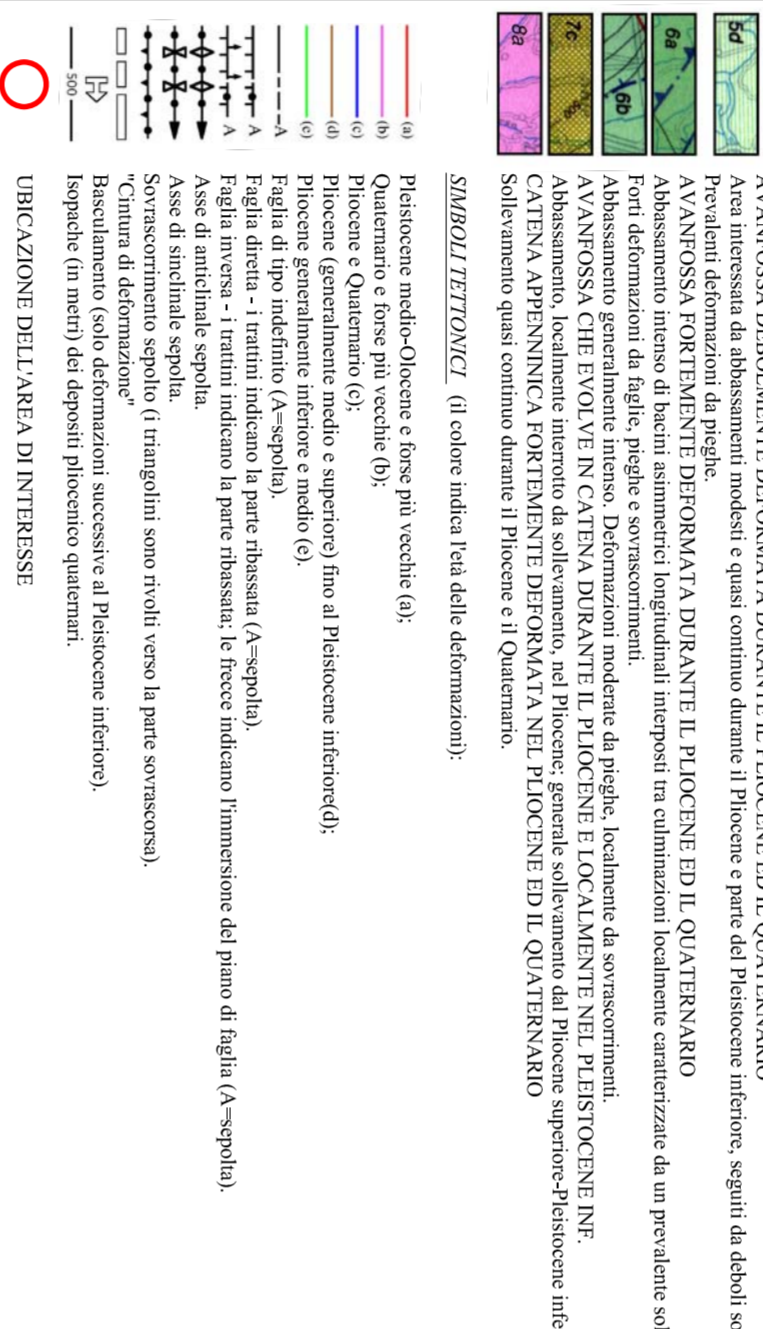 AVANFOSSA DEBOLMENTE DEFORMATA DURANTE IL PLIOCENE ED IL QUATERNARIO
5d Area interessata da abbassamenti modesti e quasi continuo durante il Pliocene e parte del Pleistocene inferiore, seguiti da deboli
Prevalenti deformazioni da pieghe.
AVANFOSSA FORTEMENTE DEFORMATA DURANTE IL PLIOCENE ED IL QUATERNARIO
6a Abbassamento intenso di bacini asimmetrici longitudinali interposti tra culminazioni localmente caratterizzate da un prevalente
Forti deformazioni da faglie, pieghe e sovrascorrimenti.
6b Abbassamento generalmente intenso. Deformazioni moderate da pieghe, localmente da sovrascorrimenti.
AVANFOSSA CHE EVOLVE IN CATENA DURANTE IL PLIOCENE E LOCALMENTE NEL PLEISTOCENE INF.
7c Abbassamento, localmente interrotto da sollevamento, nel Pliocene; generale sollevamento dal Pliocene superiore-Pleistocene
CATENA APPENNINICA FORTEMENTE DEFORMATA NEL PLIOCENE ED IL QUATERNARIO
8a Sollevamento quasi continuo durante il Pliocene e il Quaternario.
SIMBOLI TETTONICI (il colore indica l'età delle deformazioni):
(a) Pleistocene medio-Olocene e forse più vecchie (a);
(b) Quaternario e forse più vecchie (b);
(c) Pliocene e Quaternario (c);
(d) Pliocene (generalmente medio e superiore) fino al Pleistocene inferiore(d);
(e) Pliocene generalmente inferiore e medio (e).
A Faglia di tipo indefinito (A=sepolta).
A Faglia diretta - i trattini indicano la parte ribassata (A=sepolta).
A Faglia inversa - i trattini indicano la parte ribassata; le frecce indicano l'immersione del piano di faglia (A=sepolta).
Asse di anticlinale sepolta.
Asse di sinclinale sepolta.
Sovrascorrimento sepolto (i triangolini sono rivolti verso la parte sovrascorsa).
"Cintura di deformazione"
Basculamento (solo deformazioni successive al Pleistocene inferiore).
500 Isopache (in metri) dei depositi pliocenico quaternari.
UBICAZIONE DELL'AREA DI INTERESSE